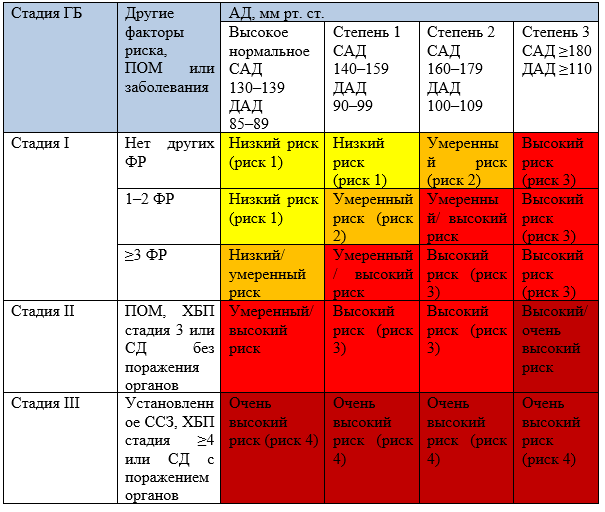 Стадия ГБ
Другие
факторы
риска,
ПОМ или
заболевания
АД, мм рт. ст.
Высокое
нормальное
САД
130–139
ДАД
85–89
Степень 1
САД
140–159
ДАД
90–99
Степень 2
САД
160–179
ДАД
100–109
Степень 3
САД ≥180
ДАД ≥110
Стадия I
Нет других
ФР
Низкий риск
(риск 1)
Низкий
риск
(риск 1)
Умеренны
й риск
(риск 2)
Высокий
риск
(риск 3)
1–2 ФР
Низкий риск
(риск 1)
Умеренный
риск (риск
2)
Умеренны
й/ высокий
риск
Высокий
риск
(риск 3)
≥3 ФР
Низкий/
умеренный
риск
Умеренный
/ высокий
риск
Высокий
риск (риск
3)
Высокий
риск
(риск 3)
Стадия II
ПОМ, ХБП
стадия 3 или
СД без
поражения
органов
Умеренный/
высокий
риск
Высокий
риск (риск
3)
Высокий
риск (риск
3)
Высокий/
очень
высокий
риск
Стадия III
Установленн
ое ССЗ, ХБП
стадия ≥4
или СД с
поражением
органов
Очень
высокий
риск (риск 4)
Очень
высокий
риск (риск
4)
Очень
высокий
риск (риск
4)
Очень
высокий
риск
(риск 4)